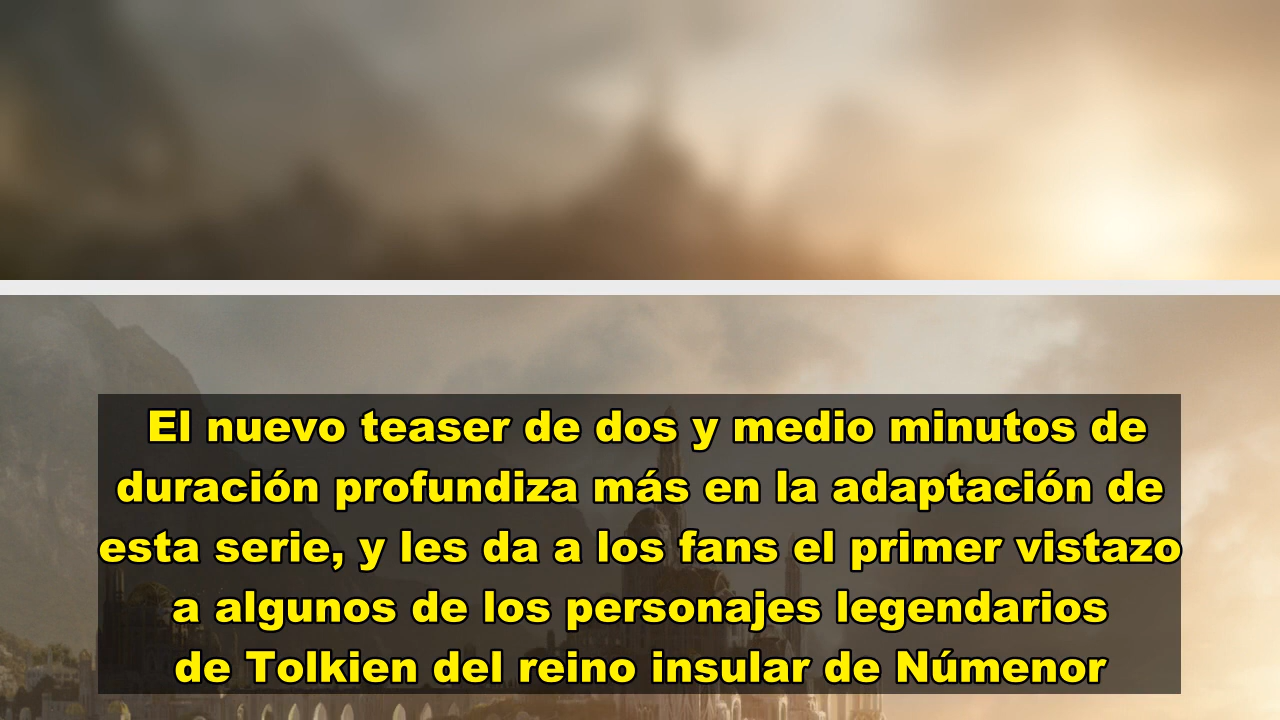 El nuevo teaser de dos y medio minutos de
duración profundiza más en la adaptación de
esta serie, y les da a los fans el primer vistazo
a algunos de los personajes legendarios
de Tolkien del reino insular de Númenor